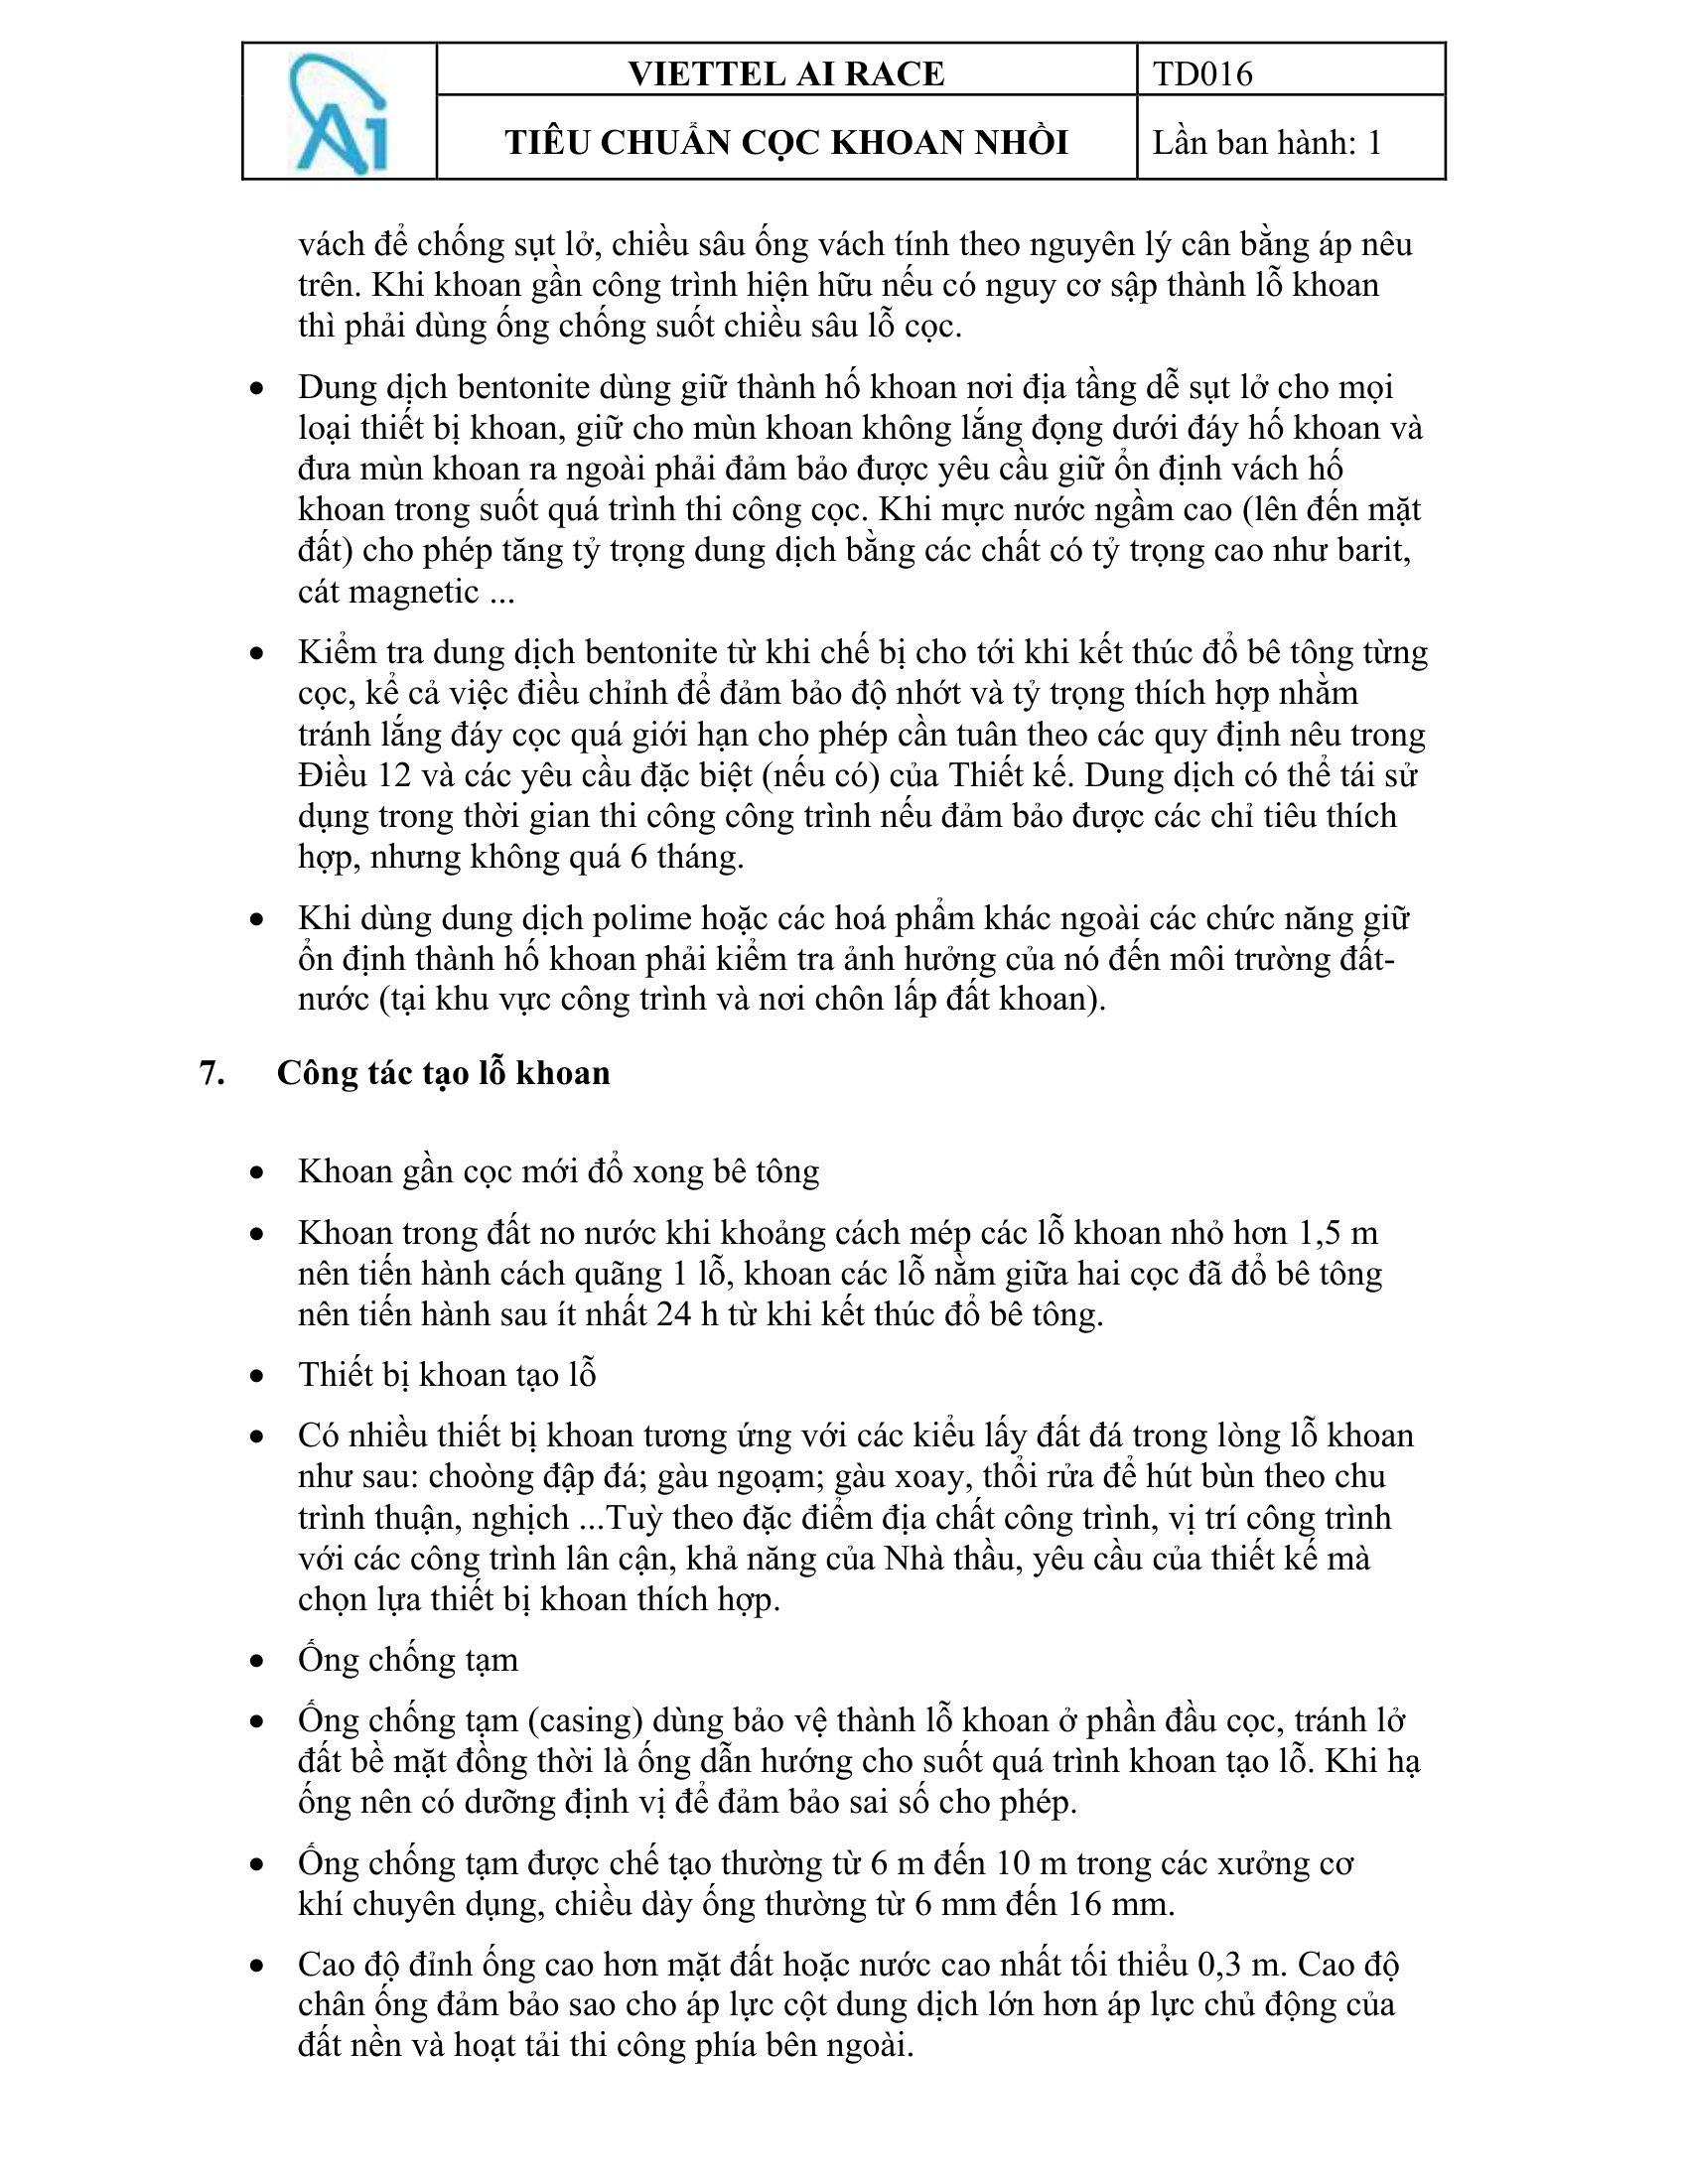 VIETTEL AI RACE
TD016
TIÊU CHUẨN CỌC KHOAN NHỒI
Lần ban hành: 1
Ai
vách để chống sụt lở, chiều sâu ống vách tính theo nguyên lý cân bằng áp nêu
trên. Khi khoan gần công trình hiện hữu nếu có nguy cơ sập thành lỗ khoan
thì phải dùng ống chống suốt chiều sâu lỗ cọc.
• Dung dịch bentonite dùng giữ thành hố khoan nơi địa tầng dễ sụt lở cho mọi
loại thiết bị khoan, giữ cho mùn khoan không lắng đọng dưới đáy hố khoan và
đưa mùn khoan ra ngoài phải đảm bảo được yêu cầu giữ ổn định vách hố
khoan trong suốt quá trình thi công cọc. Khi mực nước ngầm cao (lên đến mặt
đất) cho phép tăng tỷ trọng dung dịch bằng các chất có tỷ trọng cao như barit,
cát magnetic ...
• Kiểm tra dung dịch bentonite từ khi chế bị cho tới khi kết thúc đổ bê tông từng
cọc, kể cả việc điều chỉnh để đảm bảo độ nhớt và tỷ trọng thích hợp nhằm
tránh lắng đáy cọc quá giới hạn cho phép cần tuân theo các quy định nêu trong
Điều 12 và các yêu cầu đặc biệt (nếu có) của Thiết kế. Dung dịch có thể tái sử
dụng trong thời gian thi công công trình nếu đảm bảo được các chỉ tiêu thích
hợp, nhưng không quá 6 tháng.
• Khi dùng dung dịch polime hoặc các hoá phẩm khác ngoài các chức năng giữ
ổn định thành hố khoan phải kiểm tra ảnh hưởng của nó đến môi trường đất-
nước (tại khu vực công trình và nơi chôn lấp đất khoan).
7. Công tác tạo lỗ khoan
• Khoan gần cọc mới đổ xong bê tông
• Khoan trong đất no nước khi khoảng cách mép các lỗ khoan nhỏ hơn 1,5 m
nên tiến hành cách quãng 1 lỗ, khoan các lỗ nằm giữa hai cọc đã đổ bê tông
nên tiến hành sau ít nhất 24 h từ khi kết thúc đổ bê tông.
• Thiết bị khoan tạo lỗ
• Có nhiều thiết bị khoan tương ứng với các kiểu lấy đất đá trong lòng lỗ khoan
như sau: choòng đập đá; gàu ngoạm; gàu xoay, thổi rửa để hút bùn theo chu
trình thuận, nghịch ...Tuỳ theo đặc điểm địa chất công trình, vị trí công trình
với các công trình lân cận, khả năng của Nhà thầu, yêu cầu của thiết kế mà
chọn lựa thiết bị khoan thích hợp.
• Ống chống tạm
• Ống chống tạm (casing) dùng bảo vệ thành lỗ khoan ở phần đầu cọc, tránh lở
đất bề mặt đồng thời là ống dẫn hướng cho suốt quá trình khoan tạo lỗ. Khi hạ
ống nên có dưỡng định vị để đảm bảo sai số cho phép.
• Ống chống tạm được chế tạo thường từ 6 m đến 10 m trong các xưởng cơ
khí chuyên dụng, chiều dày ống thường từ 6 mm đến 16 mm.
• Cao độ đỉnh ống cao hơn mặt đất hoặc nước cao nhất tối thiểu 0,3 m. Cao độ
chân ống đảm bảo sao cho áp lực cột dung dịch lớn hơn áp lực chủ động của
đất nền và hoạt tải thi công phía bên ngoài.